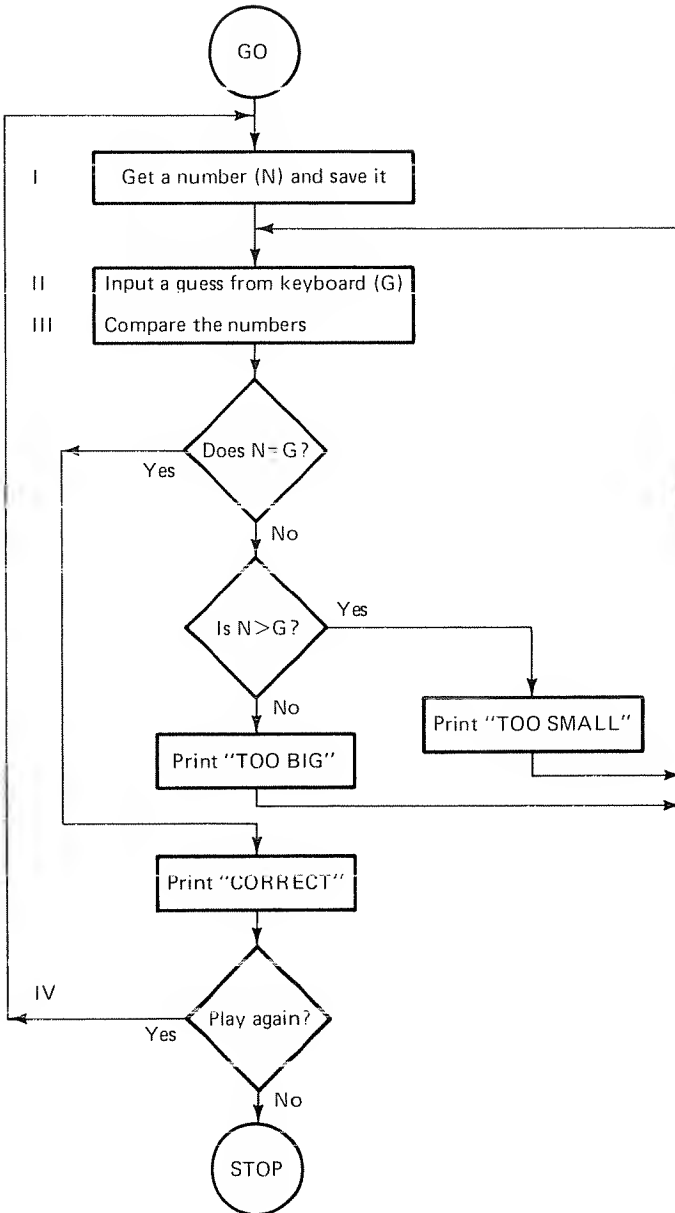 GO
I Get a number (N) and save it
II Input a guess from keyboard (G)
III Compare the numbers
Does N=G?
Yes
No
Is N>G?
Yes
No
Print "TOO SMALL"
Print "TOO BIG"
Print "CORRECT"
IV
Play again?
Yes
No
STOP